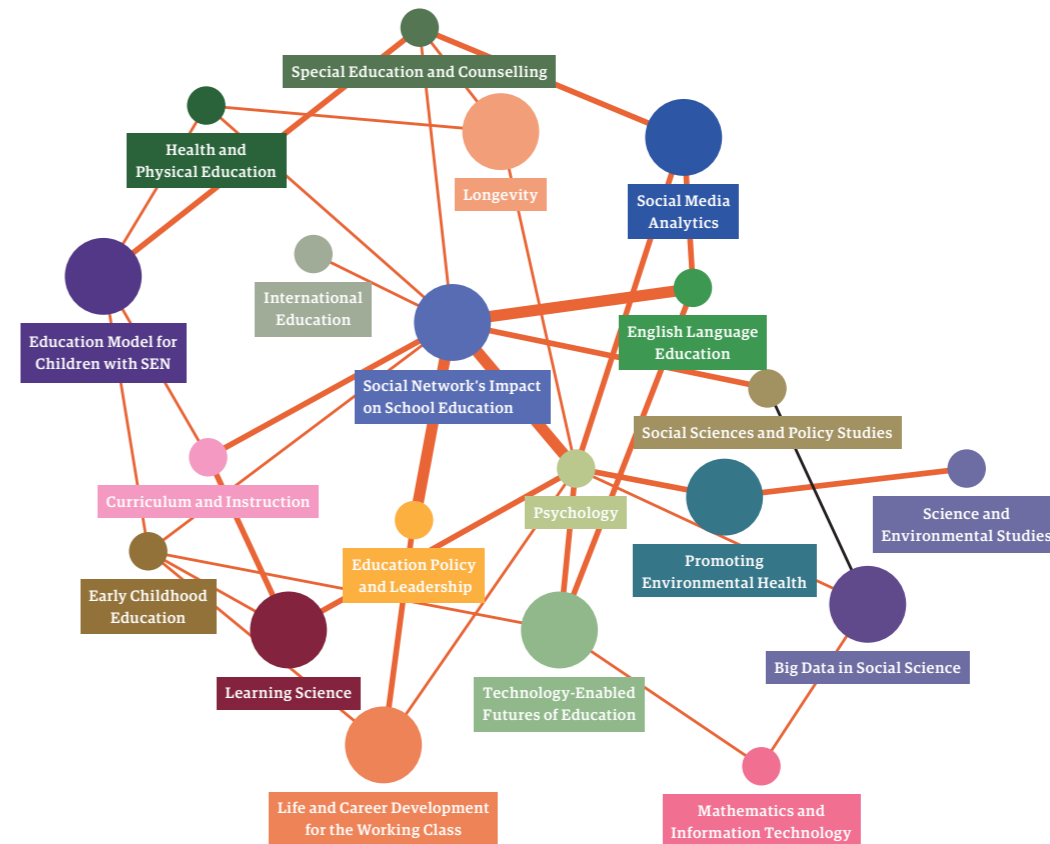 Special Education and Counselling
Health and
Physical Education
Longevity
Social Media
Analytics
International
Education
English Language
Education
Education Model for
Children with SEN
Social Network's Impact
on School Education
Social Sciences and Policy Studies
Curriculum and Instruction
Psychology
Science and
Environmental Studies
Education Policy
and Leadership
Promoting
Environmental Health
Early Childhood
Education
Big Data in Social Science
Learning Science
Technology-Enabled
Futures of Education
Life and Career Development
for the Working Class
Mathematics and
Information Technology